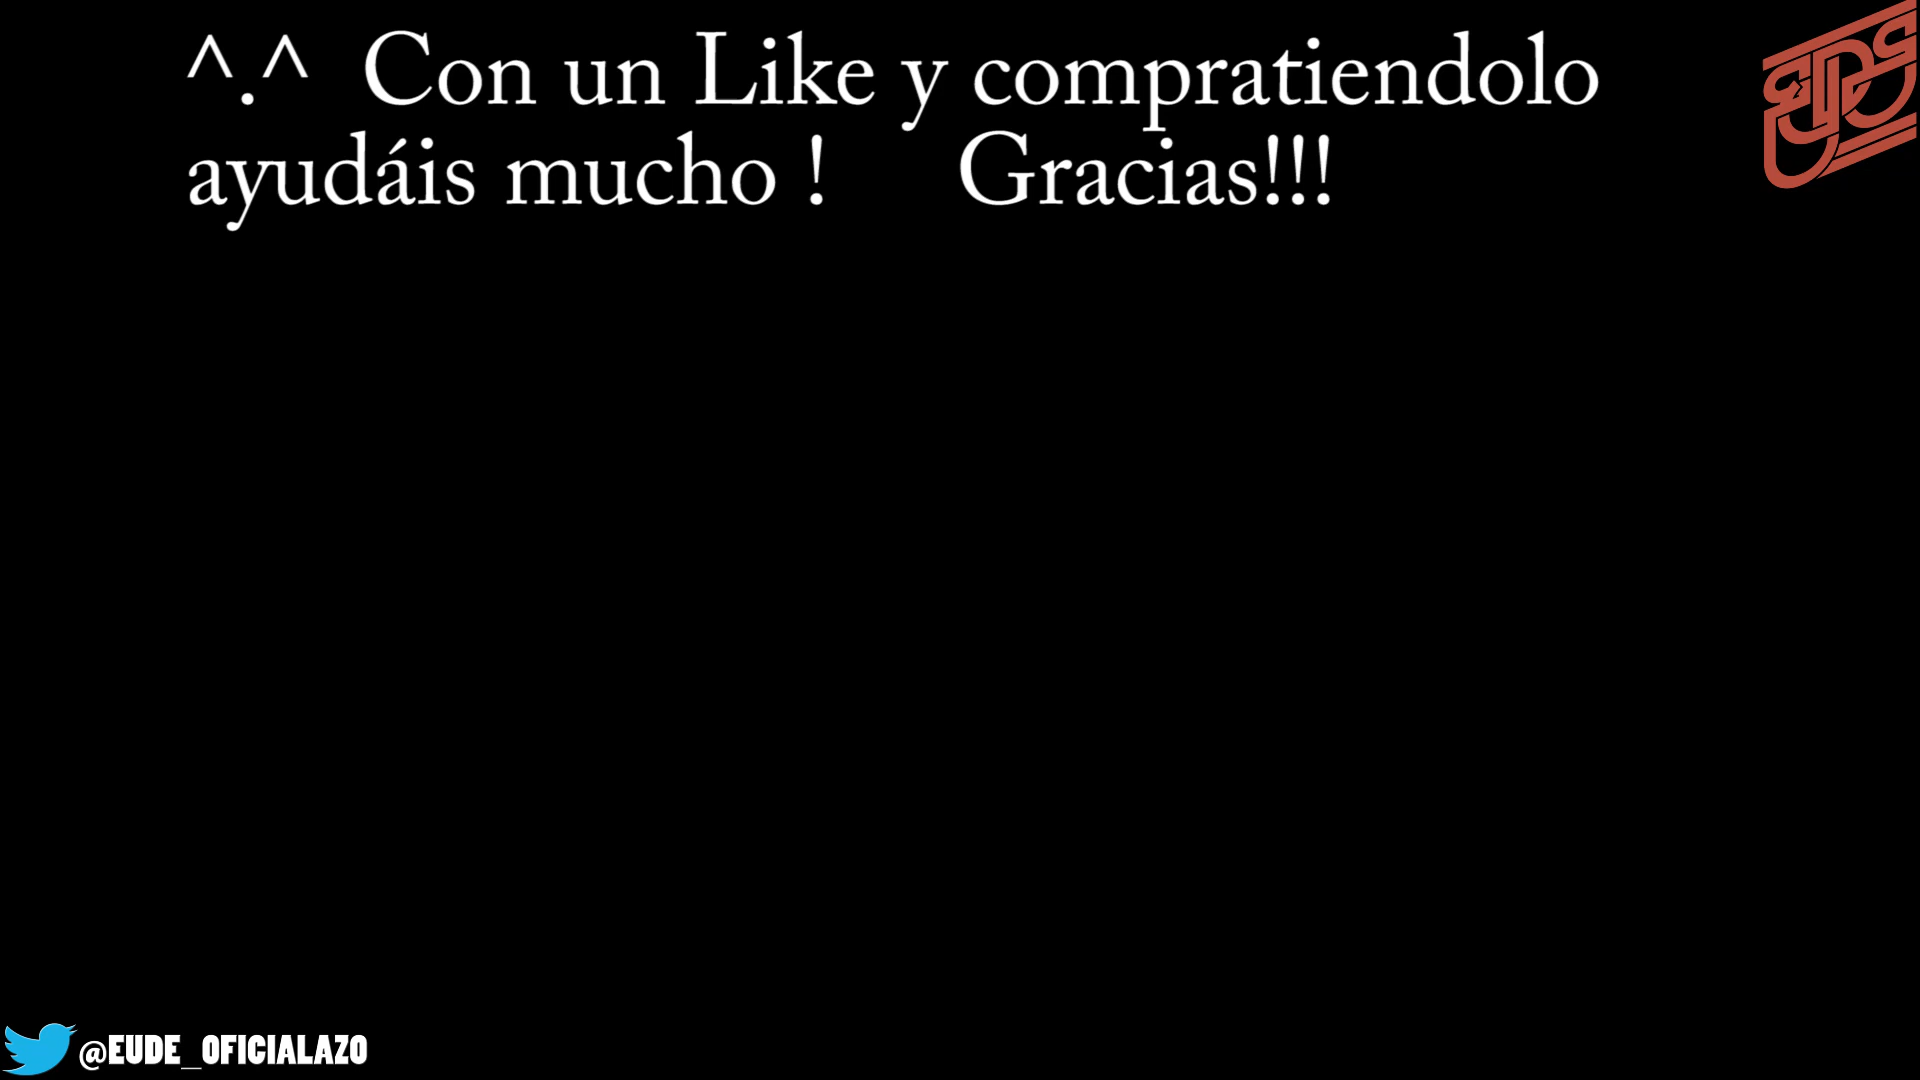 ^.^ Con un Like y compratiendolo
ayudáis mucho ! Gracias!!!
@EUDE_OFICIALAZO